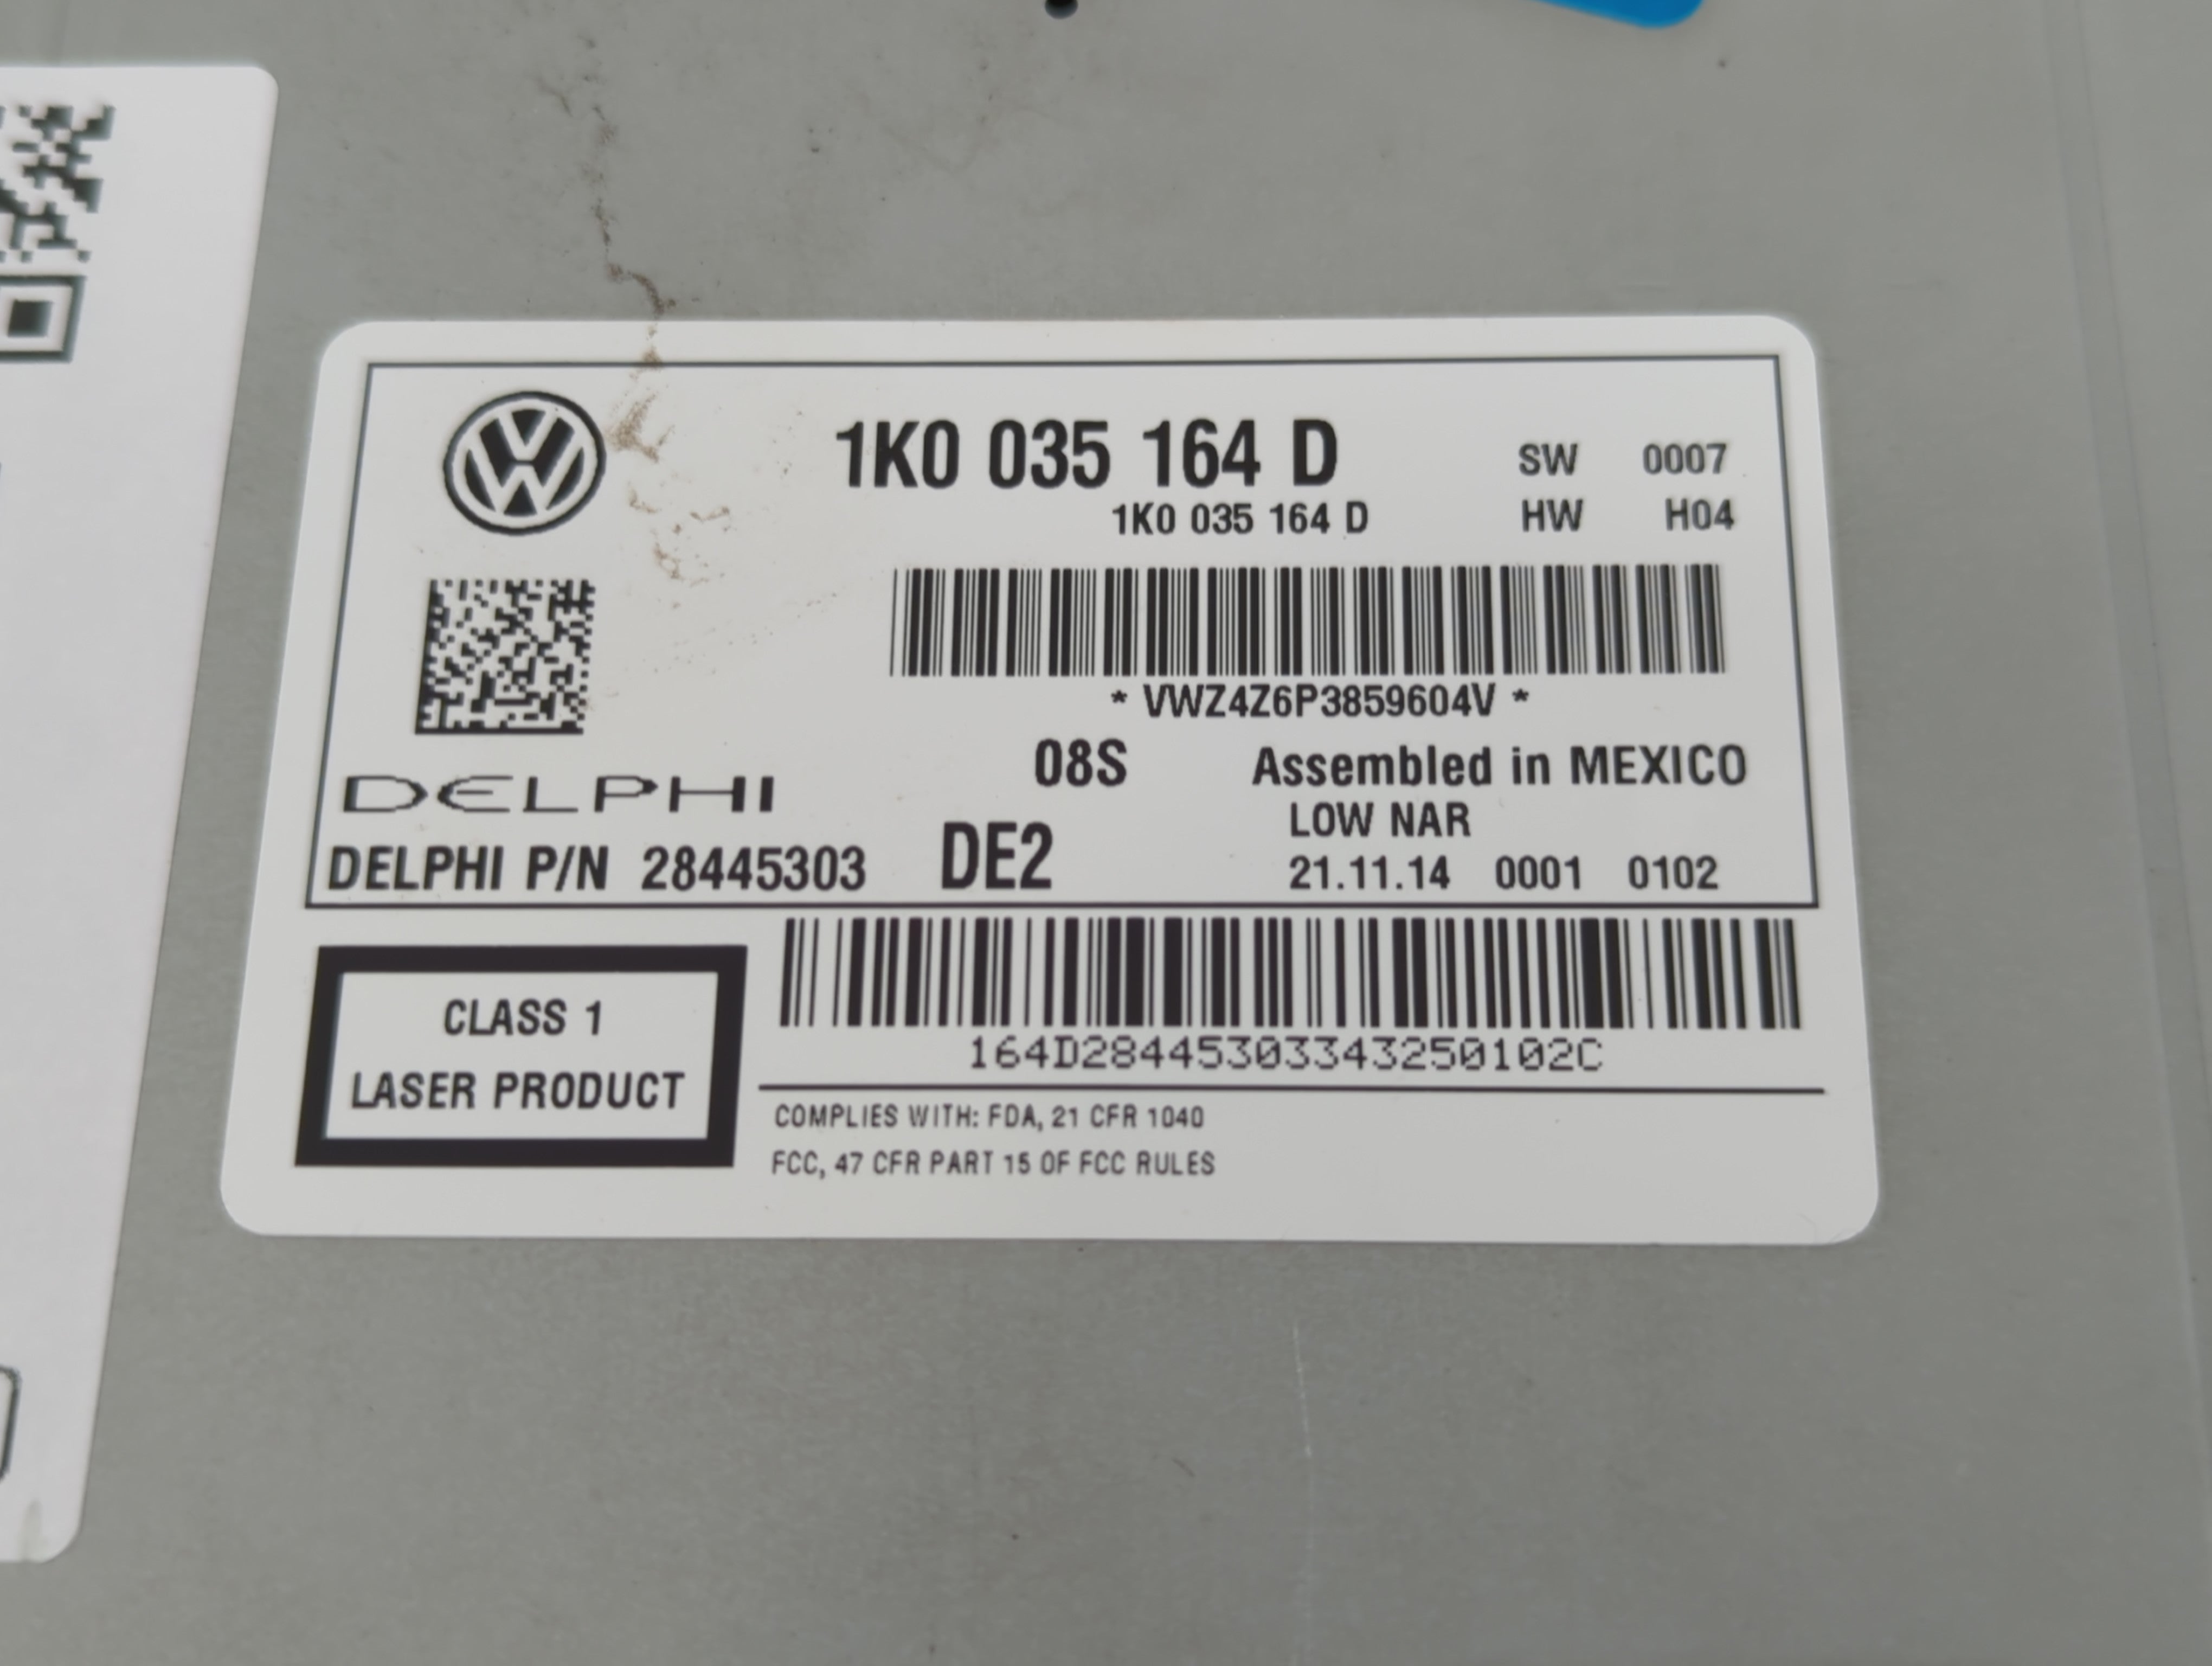 1K0 035 164 D
SW 0007
1K0 035 164 D
HW H04
* VWZ4Z6P3859604V *
08S Assembled in MEXICO
DELPHI
LOW NAR
DELPHI P/N 28445303 DE2
21.11.14 0001 0102
CLASS 1
LASER PRODUCT
164D28445303343250102C
COMPLIES WITH: FDA, 21 CFR 1040
FCC, 47 CFR PART 15 OF FCC RULES